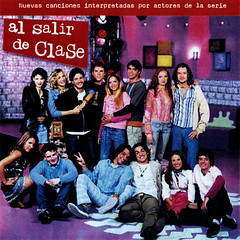 Nuevas canciones interpretadas por actores de la serie
al salir
de Clase